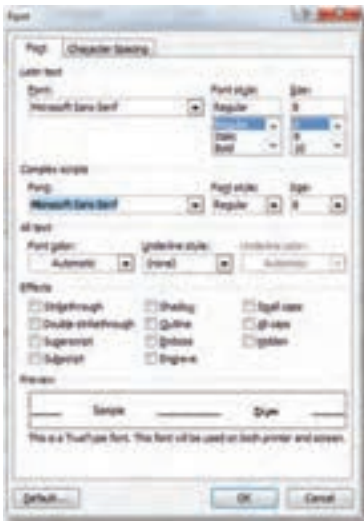 Font
Font Character Spacing
Latin text
Font: Font style: Size:
Microsoft Sans Serif Regular 8
Regular 8
Italic 9
Bold 10
Complex scripts
Font: Font style: Size:
Microsoft Sans Serif Regular 8
All text
Font color: Underline style: Underline color:
Automatic (none) Automatic
Effects
Strikethrough Shadow Small caps
Double strikethrough Outline All caps
Superscript Emboss Hidden
Subscript Engrave
Preview
Sample
This is a TrueType font. This font will be used on both printer and screen.
Default... OK Cancel